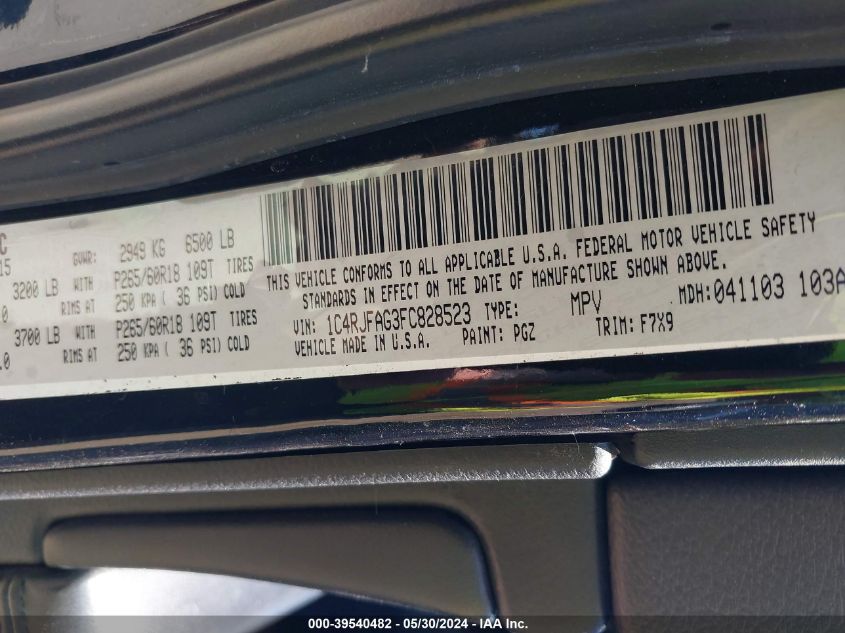 C
15
GVWR: 2949 KG 6500 LB
3200 LB WITH P265/60R18 109T TIRES
.0 RIMS AT 250 KPA ( 36 PSI) COLD
3700 LB WITH P265/60R18 109T TIRES
.0 RIMS AT 250 KPA ( 36 PSI) COLD
THIS VEHICLE CONFORMS TO ALL APPLICABLE U.S.A. FEDERAL MOTOR VEHICLE SAFETY
STANDARDS IN EFFECT ON THE DATE OF MANUFACTURE SHOWN ABOVE.
VIN: 1C4RJFAG3FC828523 TYPE: MPV MDH:041103 103A
VEHICLE MADE IN U.S.A. PAINT: PGZ TRIM: F7X9
000-39540482 - 05/30/2024 - IAA Inc.